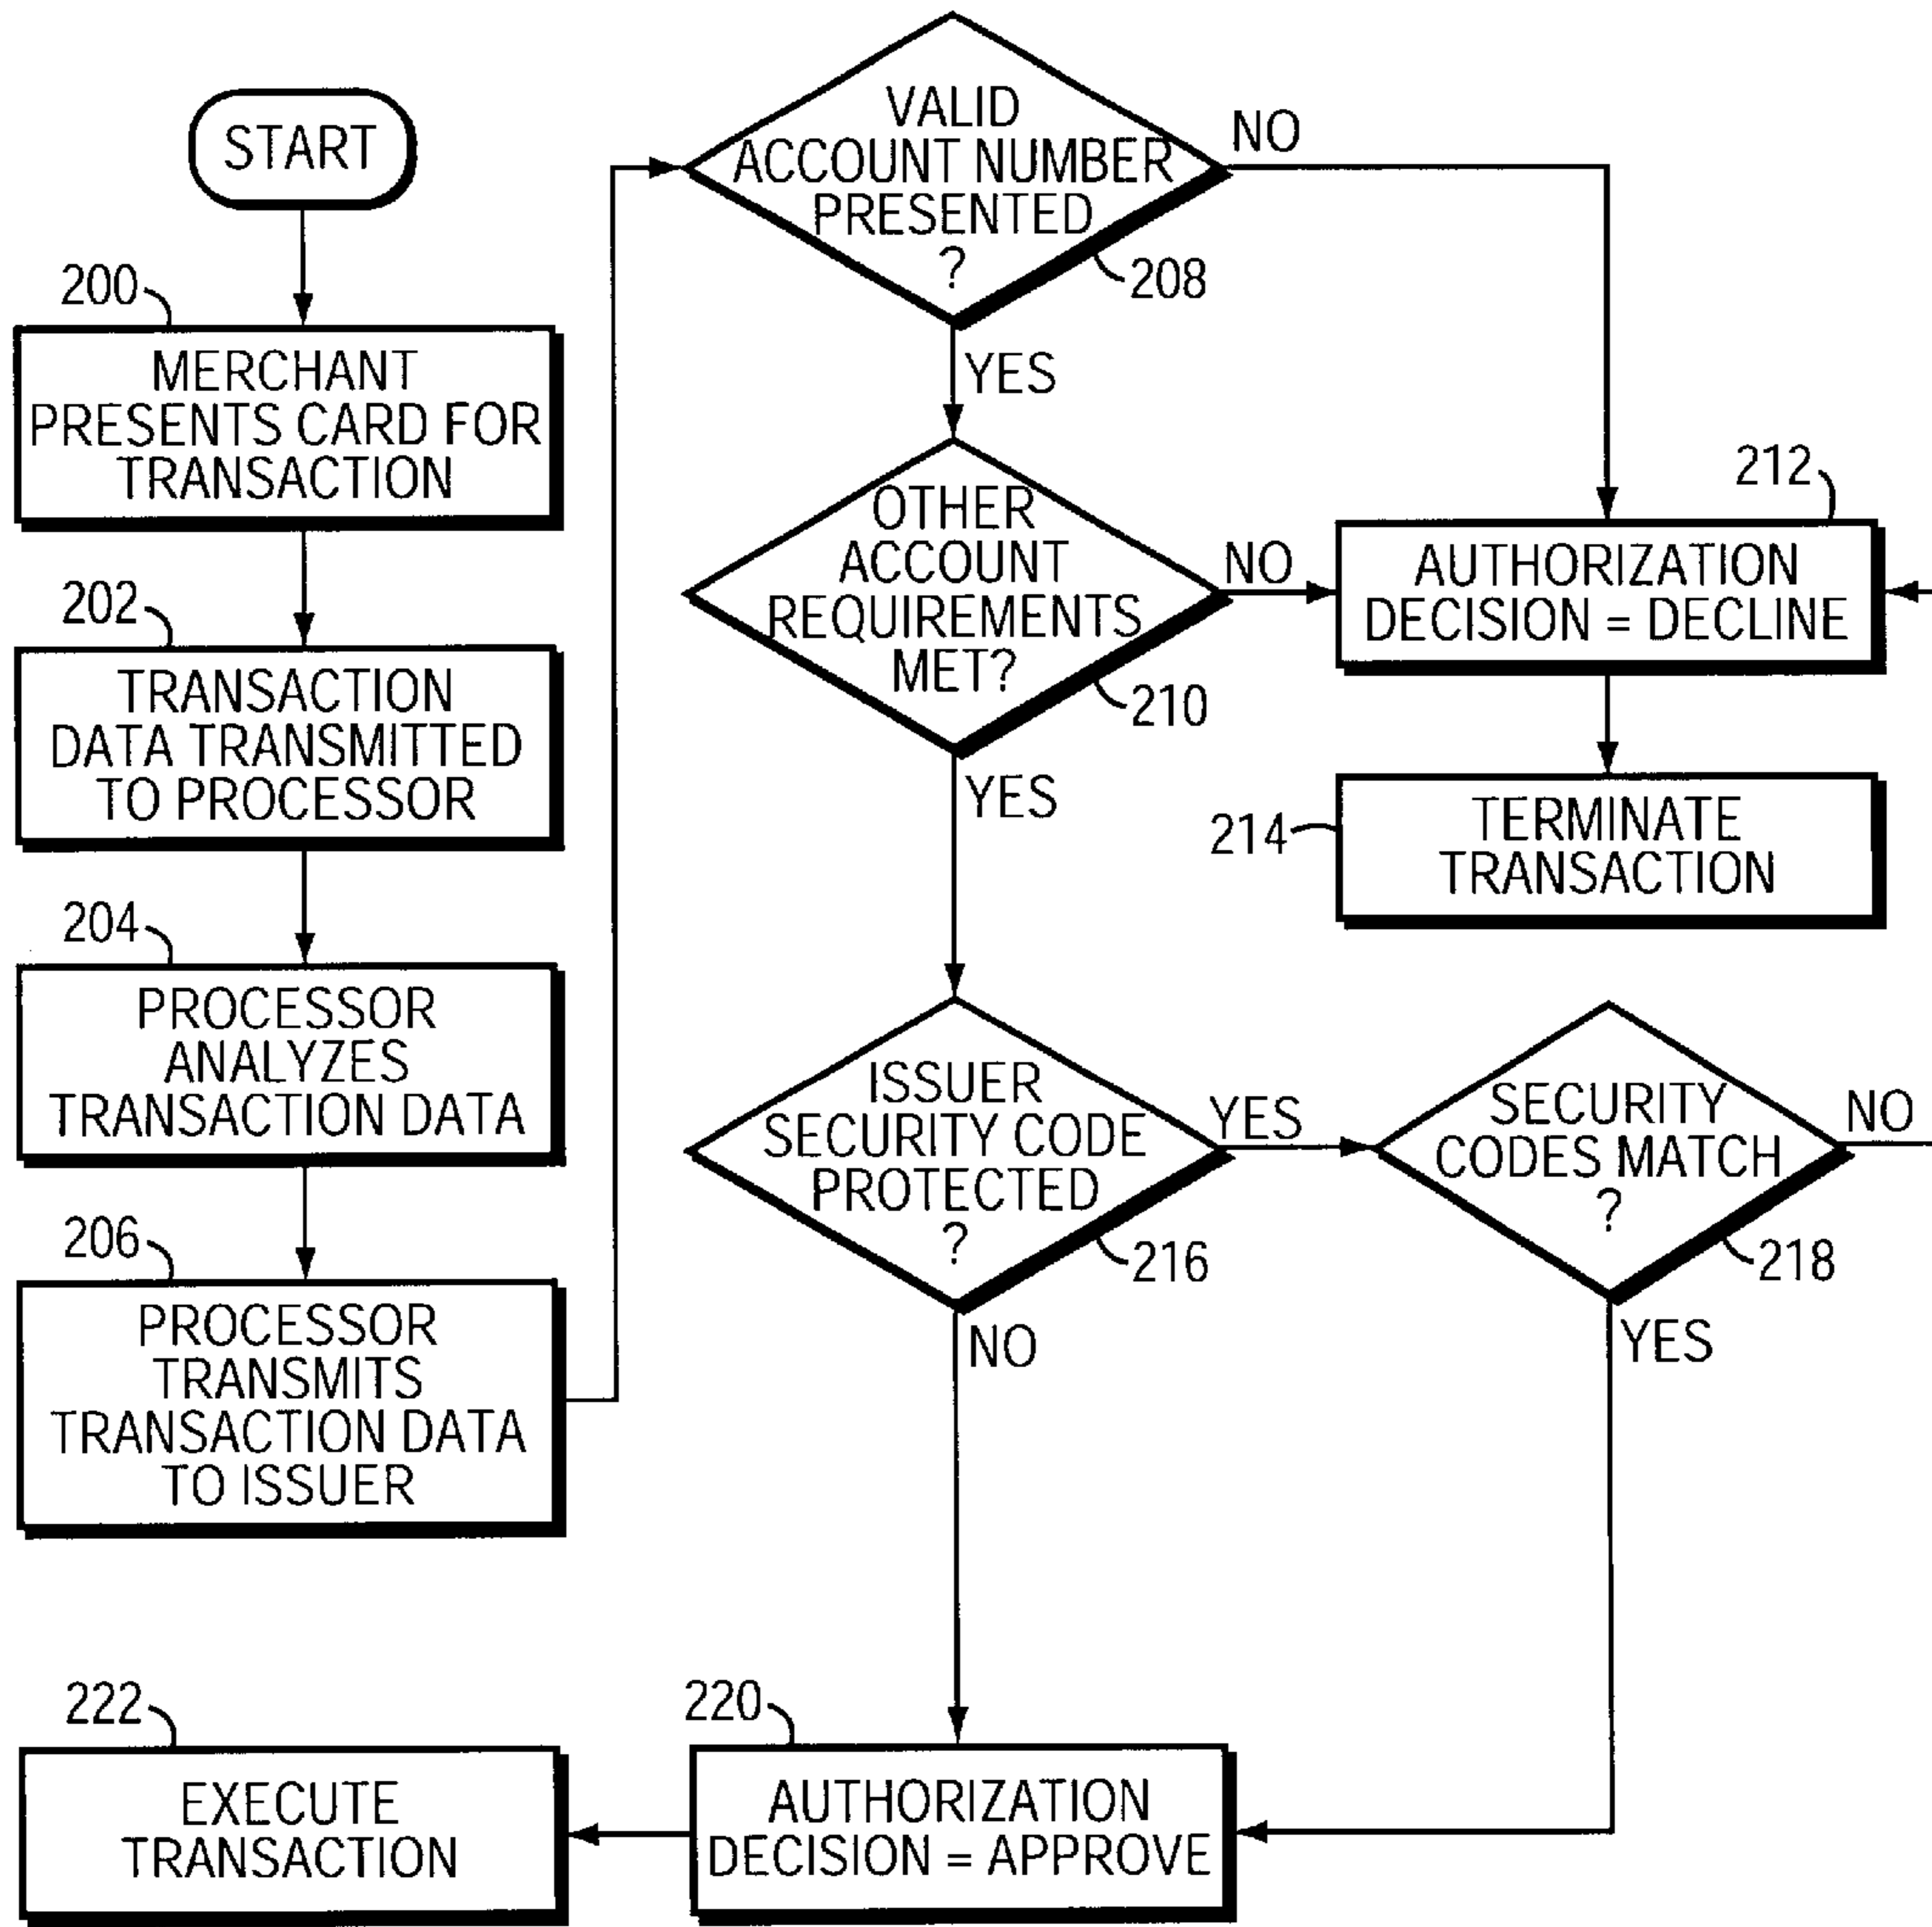 START
200
MERCHANT
PRESENTS CARD FOR
TRANSACTION
202
TRANSACTION
DATA TRANSMITTED
TO PROCESSOR
204
PROCESSOR
ANALYZES
TRANSACTION DATA
206
PROCESSOR
TRANSMITS
TRANSACTION DATA
TO ISSUER
VALID
ACCOUNT NUMBER
PRESENTED
?
208
NO
YES
OTHER
ACCOUNT
REQUIREMENTS
MET?
210
NO
YES
212
AUTHORIZATION
DECISION = DECLINE
214
TERMINATE
TRANSACTION
ISSUER
SECURITY CODE
PROTECTED
?
216
YES
NO
SECURITY
CODES MATCH
?
218
NO
YES
220
AUTHORIZATION
DECISION = APPROVE
222
EXECUTE
TRANSACTION